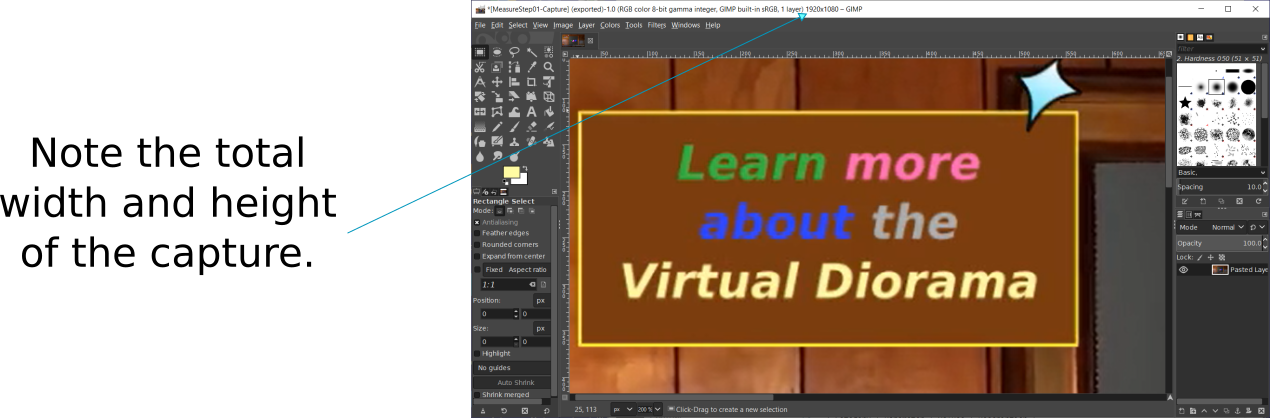 Note the total
width and height
of the capture.
*[MeasureStep01-Capture] (exported)-1.0 (RGB color 8-bit gamma integer, GIMP built-in sRGB, 1 layer) 1920x1080 – GIMP
File Edit Select View Image Layer Colors Tools Filters Windows Help
Rectangle Select
Mode:
Antialiasing
Feather edges
Rounded corners
Expand from center
Fixed Aspect ratio
1:1
Position: px
0 0
Size: px
0 0
Highlight
No guides
Auto Shrink
Shrink merged
Learn more
about the
Virtual Diorama
25, 113 px 200 % Click-Drag to create a new selection
filter
2. Hardness 050 (51 × 51)
Basic,
Spacing 10.0
Mode Normal
Opacity 100.0
Lock:
Pasted Laye